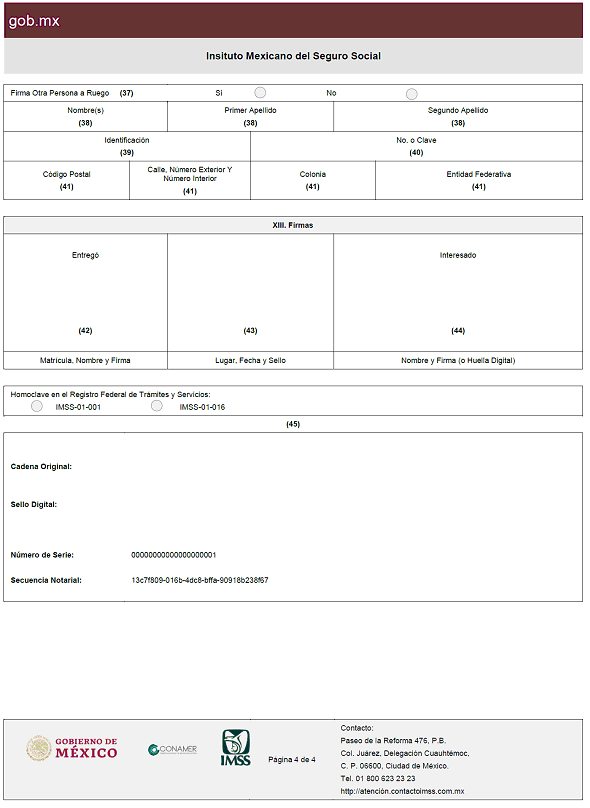 gob.mx
Insituto Mexicano del Seguro Social
Firma Otra Persona a Ruego (37) Si No
Nombre(s) Primer Apellido Segundo Apellido
(38) (38) (38)
Identificación No. o Clave
(39) (40)
Código Postal Calle, Número Exterior Y Número Interior Colonia Entidad Federativa
(41) (41) (41) (41)
XIII. Firmas
Entregó Interesado
(42) (43) (44)
Matrícula, Nombre y Firma Lugar, Fecha y Sello Nombre y Firma (o Huella Digital)
Homoclave en el Registro Federal de Trámites y Servicios:
IMSS-01-001 IMSS-01-016
(45)
Cadena Original:
Sello Digital:
Número de Serie: 00000000000000000001
Secuencia Notarial: 13c7f809-016b-4dc8-bffa-90918b238f67
GOBIERNO DE
MÉXICO
CONAMER
IMSS
Página 4 de 4
Contacto:
Paseo de la Reforma 476, P.B.
Col. Juárez, Delegación Cuauhtémoc,
C. P. 06600, Ciudad de México.
Tel. 01 800 623 23 23
http://atención.contactoimss.com.mx